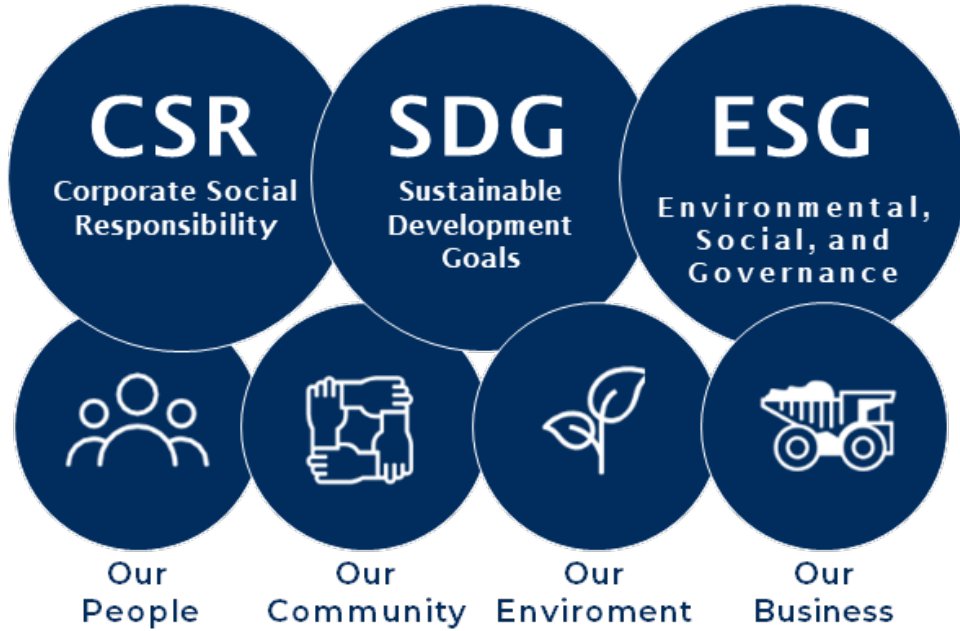 CSR
Corporate Social
Responsibility
SDG
Sustainable
Development
Goals
ESG
Environmental,
Social, and
Governance
Our
People
Our
Community
Our
Enviroment
Our
Business